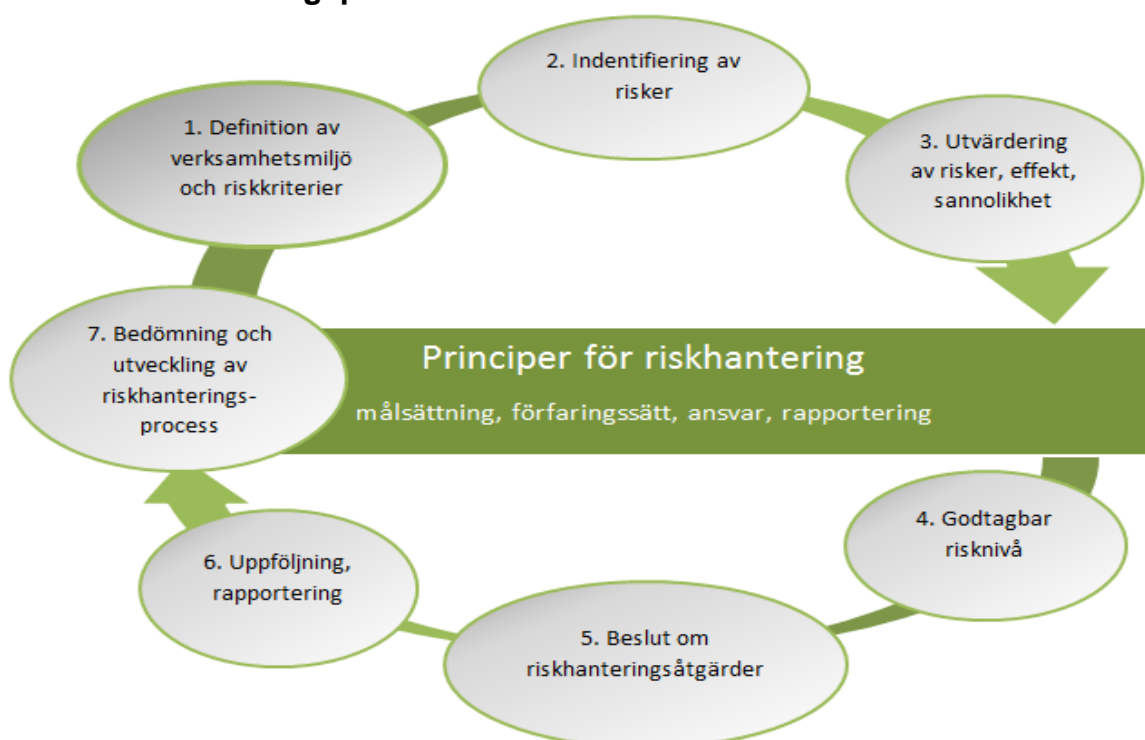 1. Definition av
verksamhetsmiljö
och riskkriterier
2. Indentifiering av
risker
3. Utvärdering
av risker, effekt,
sannolikhet
Principer för riskhantering
målsättning, förfaringssätt, ansvar, rapportering
4. Godtagbar
risknivå
5. Beslut om
riskhanteringsåtgärder
6. Uppföljning,
rapportering
7. Bedömning och
utveckling av
riskhanterings-
process